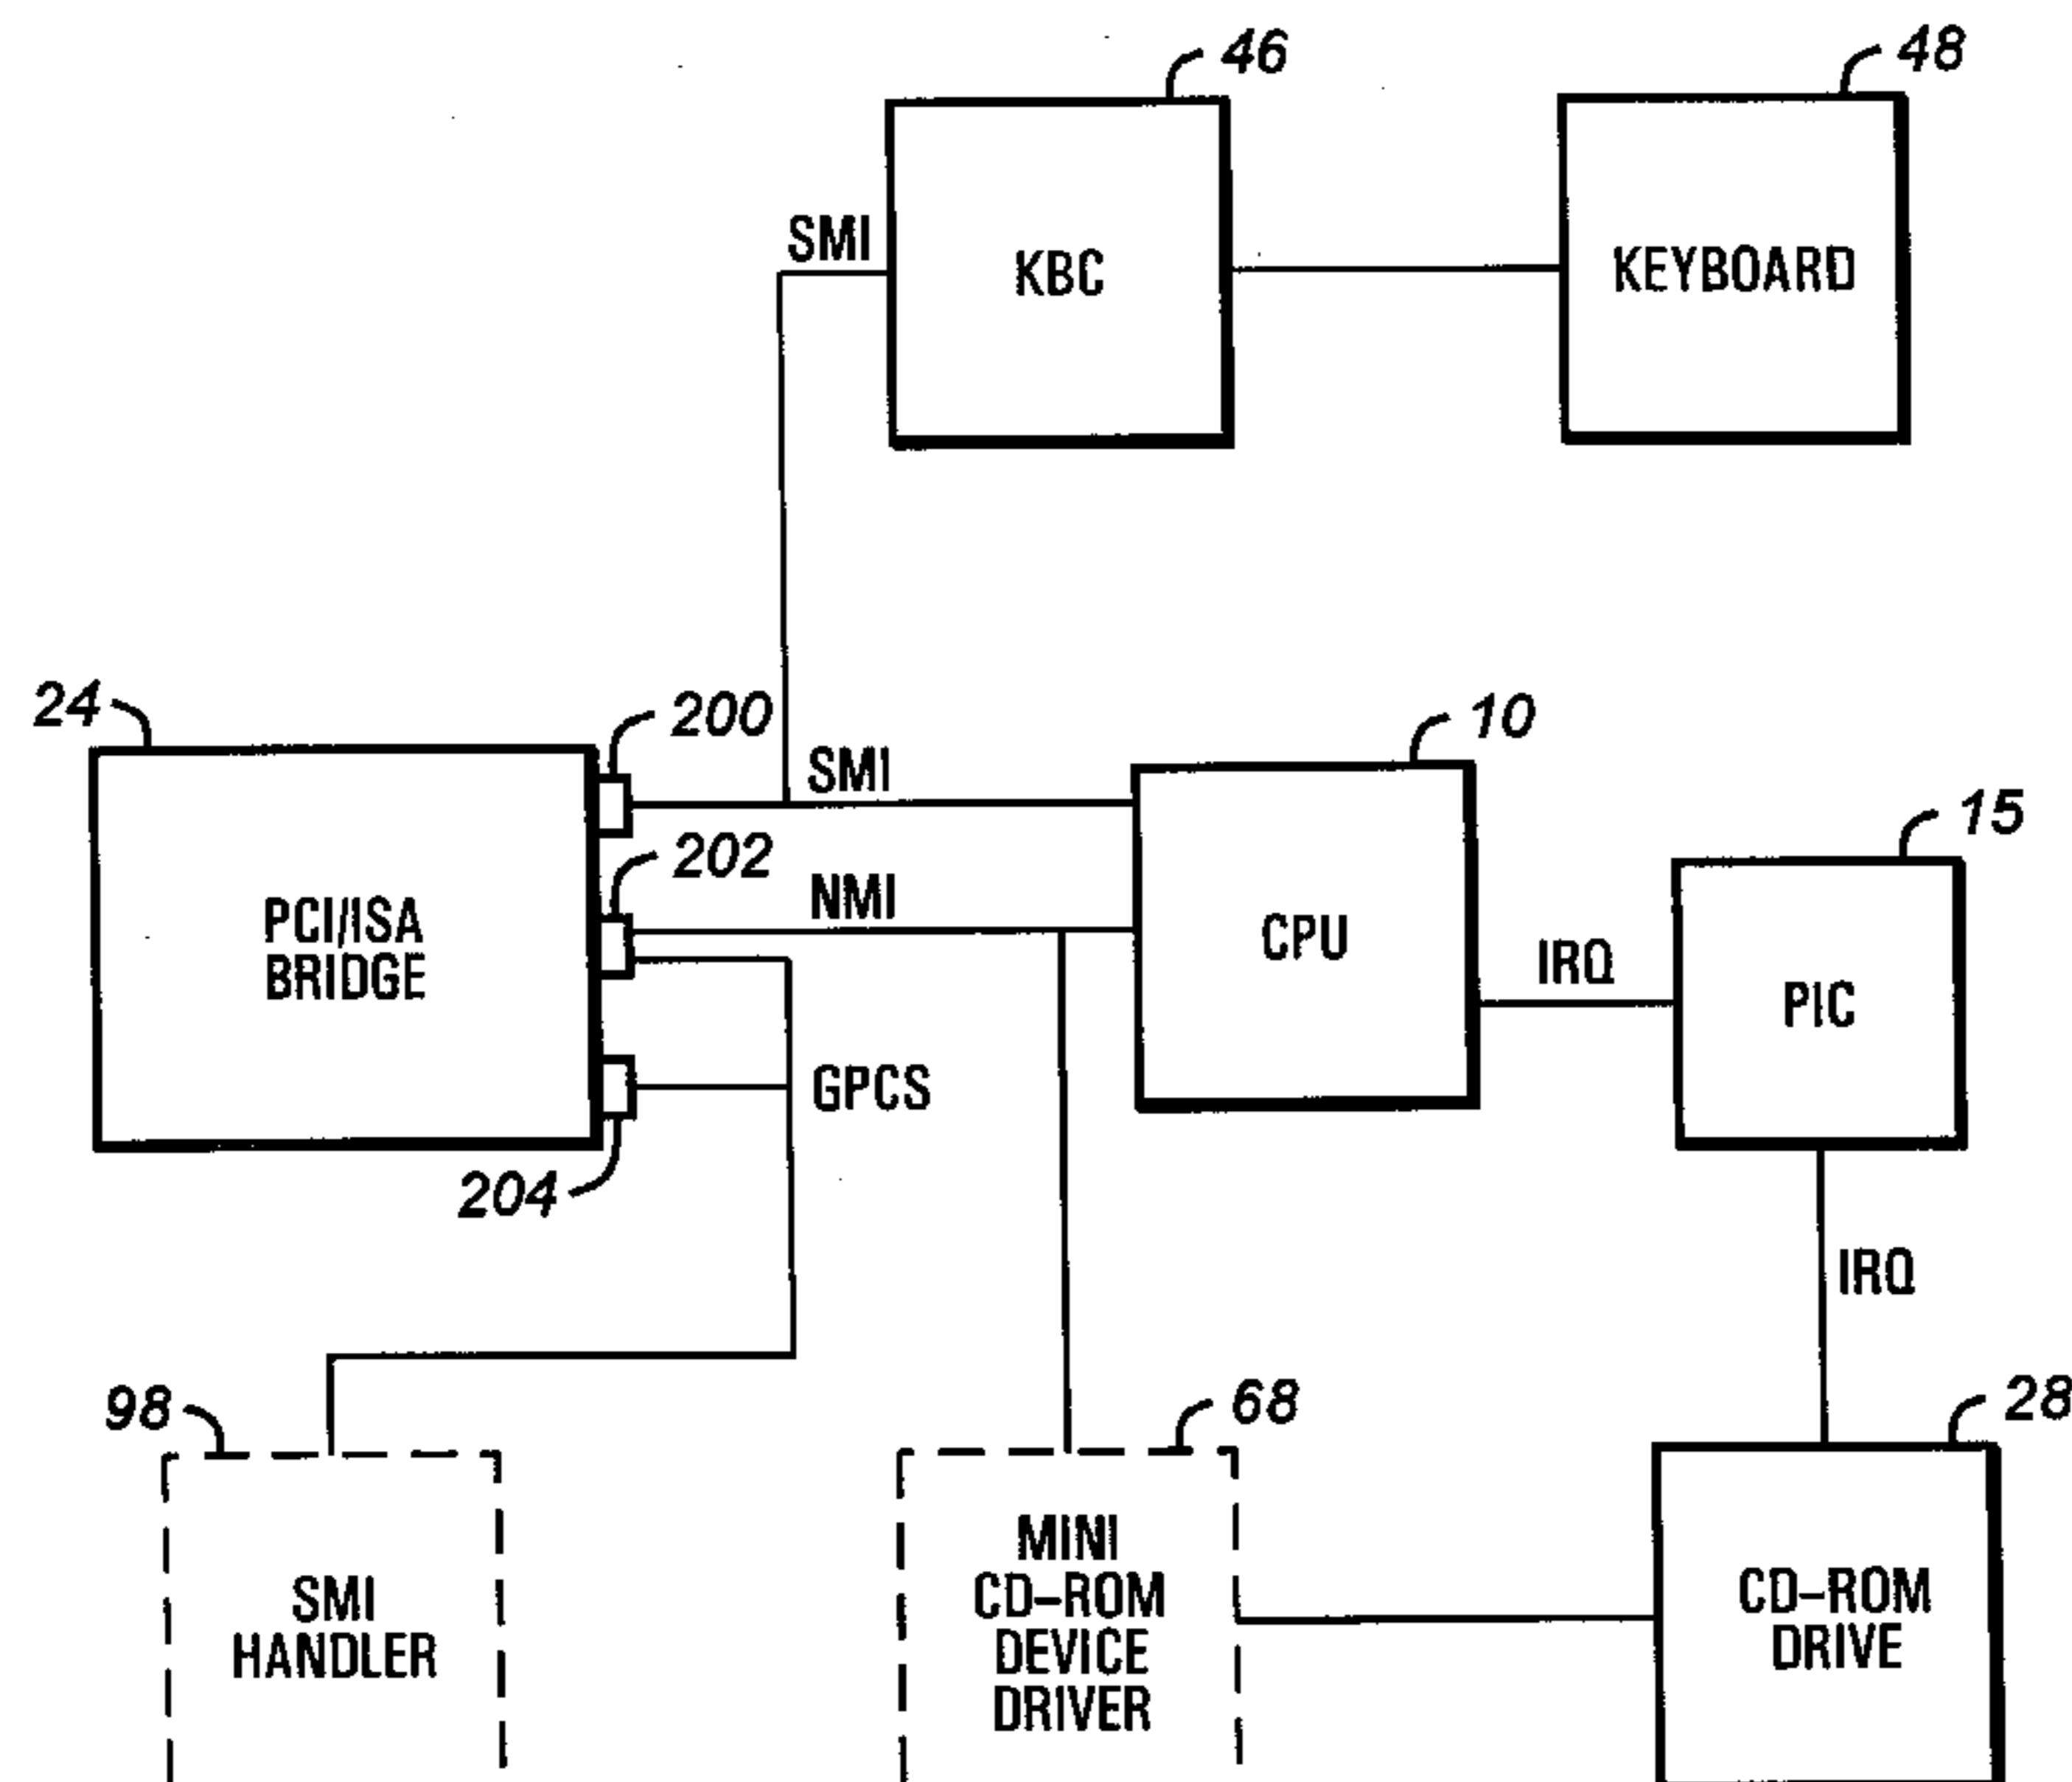 46
48
SMI
KBC
KEYBOARD
24
200
10
SMI
15
202
NMI
PCI/ISA
BRIDGE
CPU
IRQ
PIC
GPCS
204
IRQ
98
68
28
SMI
HANDLER
MINI
CD-ROM
DEVICE
DRIVER
CD-ROM
DRIVE